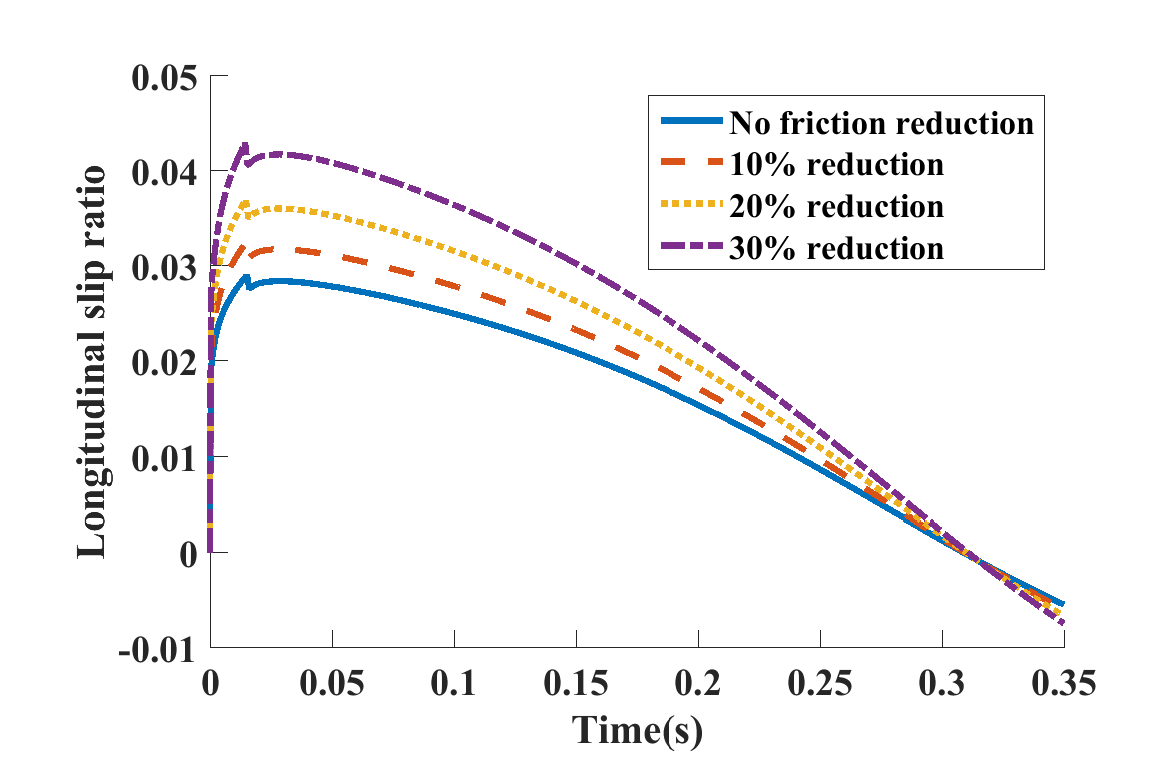 0.05
0.04
0.03
0.02
0.01
0
-0.01
Longitudinal slip ratio
No friction reduction
10% reduction
20% reduction
30% reduction
0 0.05 0.1 0.15 0.2 0.25 0.3 0.35
Time(s)